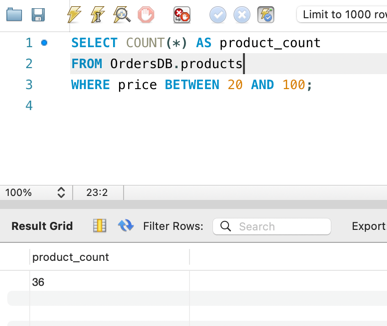 Limit to 1000 rows
1 SELECT COUNT(*) AS product_count
2 FROM OrdersDB.products
3 WHERE price BETWEEN 20 AND 100;
4
100% 23:2
Result Grid Filter Rows: Search Export
product_count
36